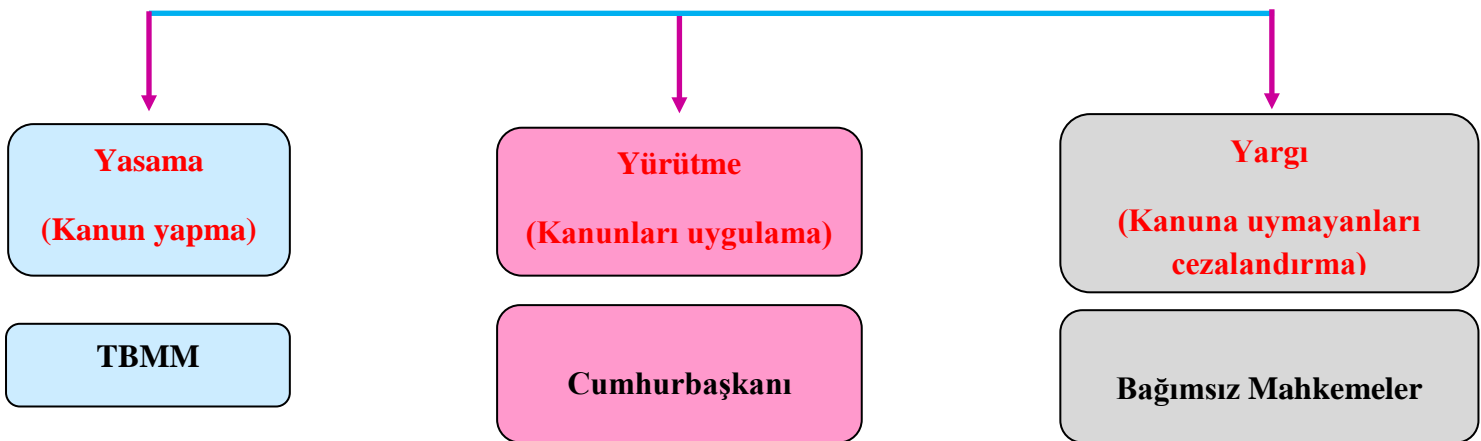 Yasama
(Kanun yapma)
TBMM
Yürütme
(Kanunları uygulama)
Cumhurbaşkanı
Yargı
(Kanuna uymayanları
cezalandırma)
Bağımsız Mahkemeler